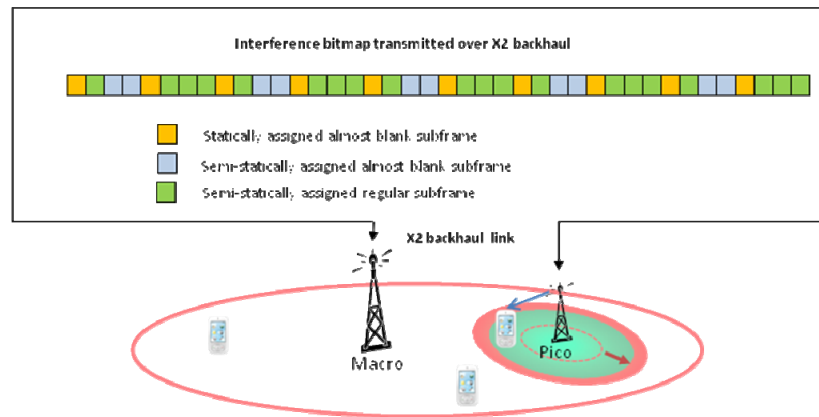 Interference bitmap transmitted over X2 backhaul
Statically assigned almost blank subframe
Semi-statically assigned almost blank subframe
Semi-statically assigned regular subframe
X2 backhaul link
Macro
Pico